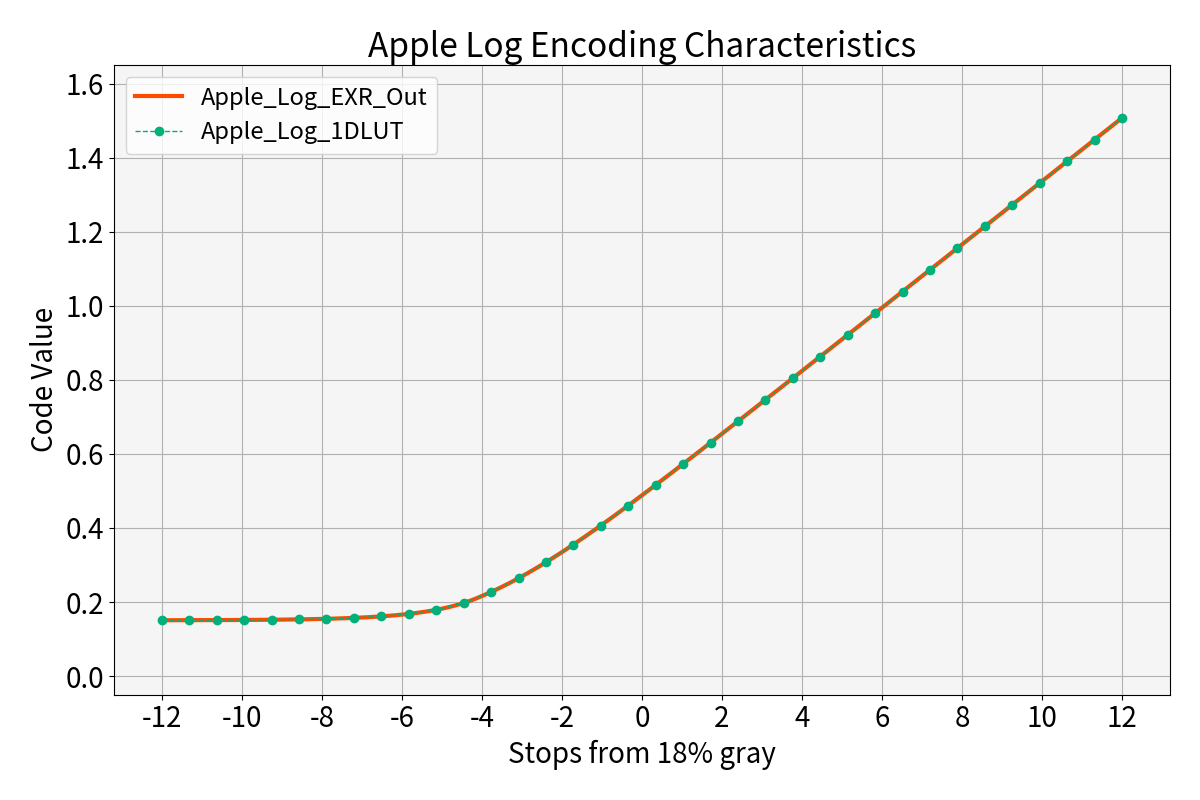 Apple Log Encoding Characteristics
Apple_Log_EXR_Out
Apple_Log_1DLUT
1.6
1.4
1.2
1.0
0.8
0.6
0.4
0.2
0.0
Code Value
-12 -10 -8 -6 -4 -2 0 2 4 6 8 10 12
Stops from 18% gray